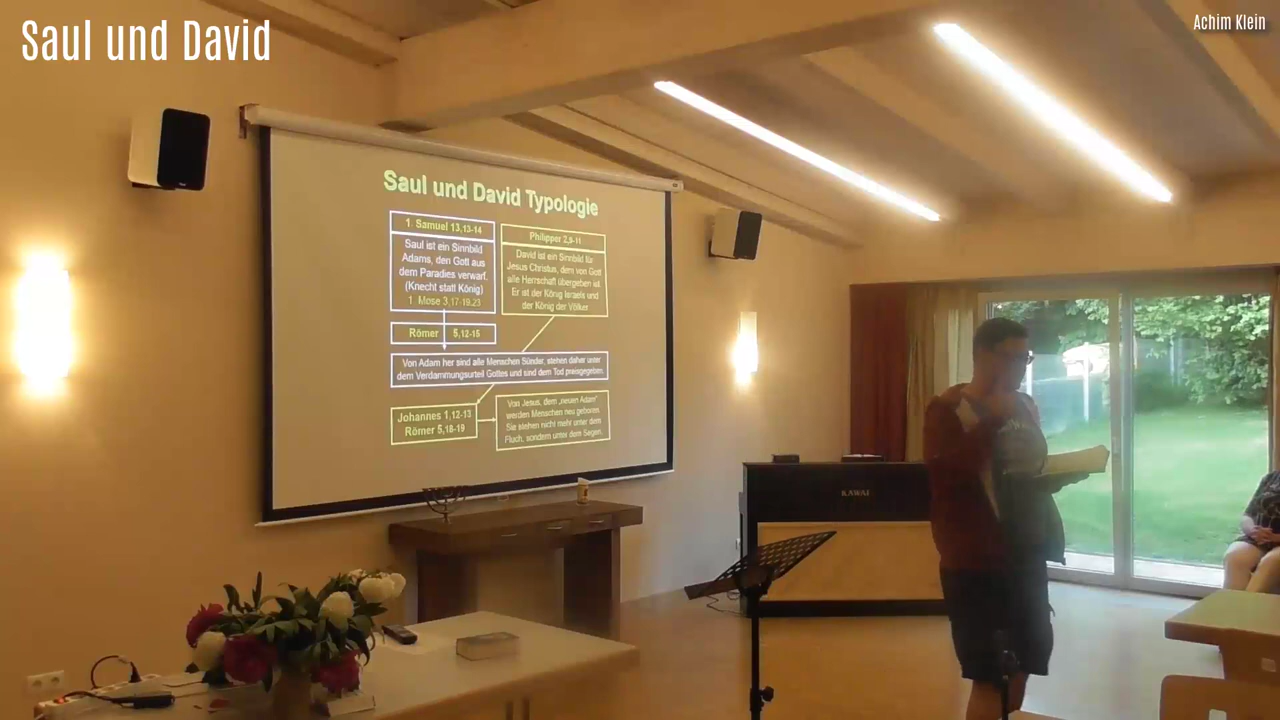 Saul und David
Achim Klein
Saul und David Typologie
1. Samuel 13,13-14
Saul ist ein Sinnbild
Adams, den Gott aus
dem Paradies verwarf.
(Knecht statt König)
1. Mose 3,17-19.23
Philipper 2,9-11
David ist ein Sinnbild für
Jesus Christus, dem von Gott
alle Herrschaft übergeben ist.
Er ist der König Israels und
der König der Völker
Römer 5,12-15
Von Adam her sind alle Menschen Sünder, stehen daher unter
dem Verdammungsurteil Gottes und sind dem Tod preisgegeben.
Johannes 1,12-13
Römer 5,18-19
Von Jesus, dem „neuen Adam"
werden Menschen neu geboren.
Sie stehen nicht mehr unter dem
Fluch, sondern unter dem Segen.
KAWAI